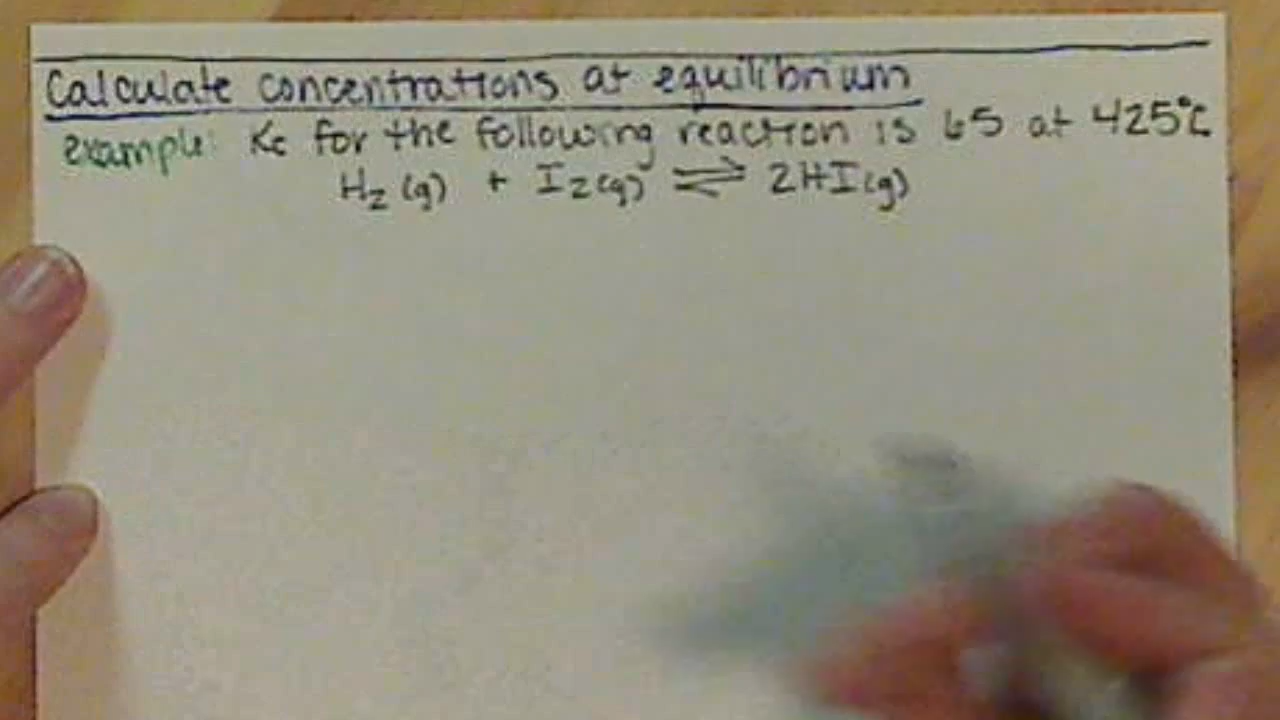 Calculate concentrations at equilibrium
example: Kc for the following reaction is 65 at 425°C
H₂(g) + I₂(g) ⇌ 2HI(g)